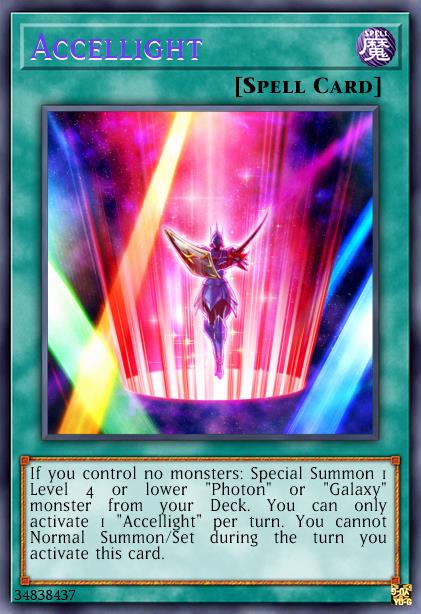 Accellight
SPELL
魔
[Spell Card]
If you control no monsters: Special Summon 1
Level 4 or lower "Photon" or "Galaxy"
monster from your Deck. You can only
activate 1 "Accellight" per turn. You cannot
Normal Summon/Set during the turn you
activate this card.
34838437